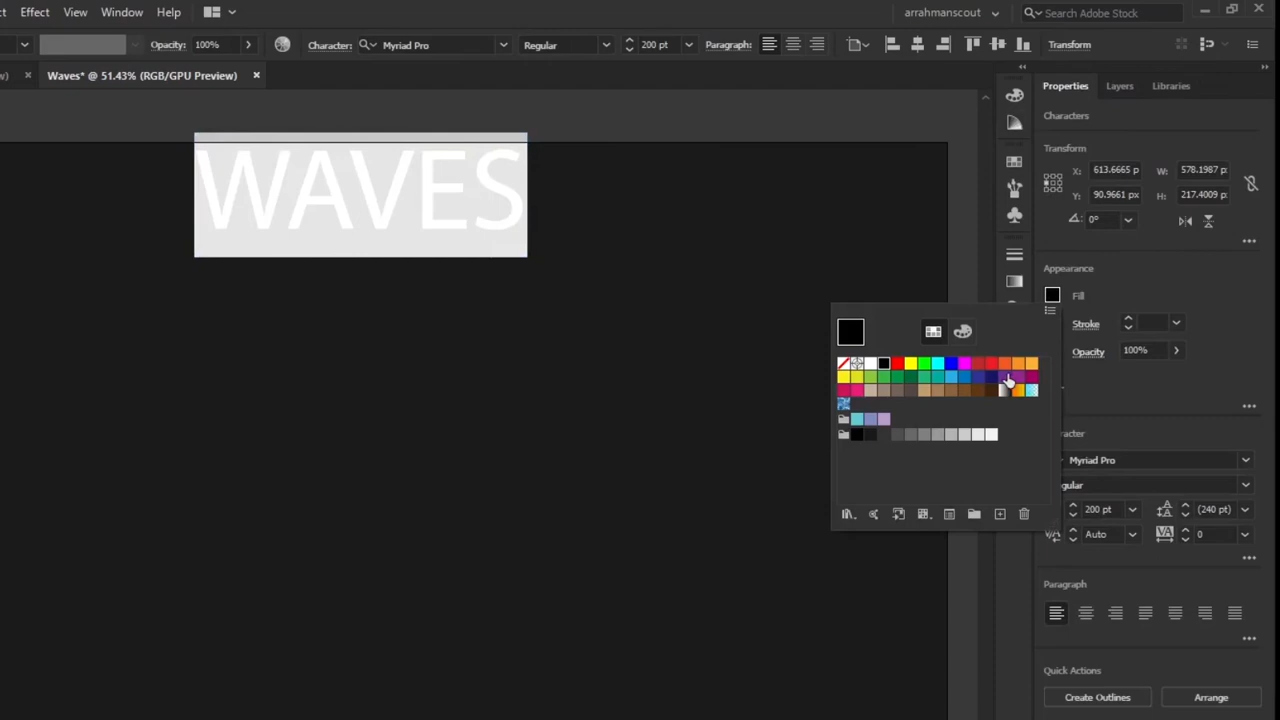 Effect View Window Help arrahmanscout Search Adobe Stock
Opacity: 100% Character: Myriad Pro Regular 200 pt Paragraph: Transform
Waves* @ 51.43% (RGB/GPU Preview)
Properties Layers Libraries
Characters
WAVES
Transform
X: 613.6665 p W: 578.1987 p
Y: 90.9661 px H: 217.4009 p
0°
Appearance
Fill
Stroke
Opacity 100%
Myriad Pro
200 pt (240 pt)
Auto 0
Paragraph
Quick Actions
Create Outlines Arrange